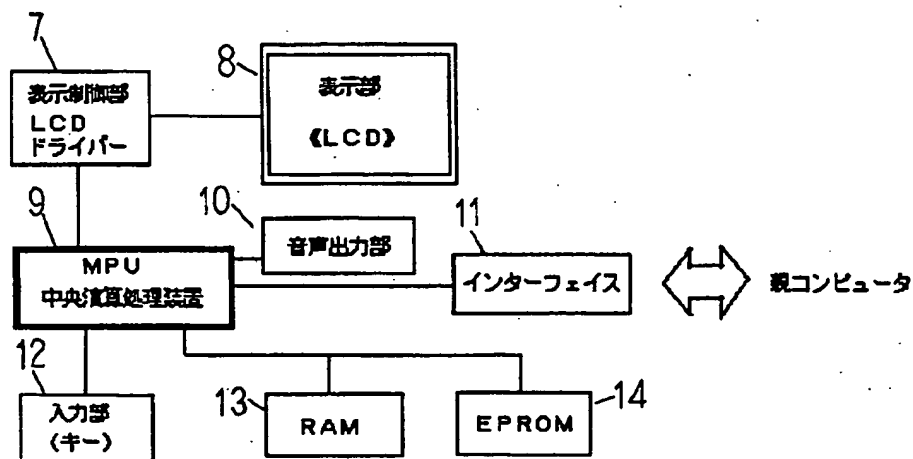 7
表示制御部
LCD
ドライバー
8
表示部
《LCD》
9
MPU
中央演算処理装置
10
音声出力部
11
インターフェイス
親コンピュータ
12
入力部
(キー)
13
RAM
EPROM
14